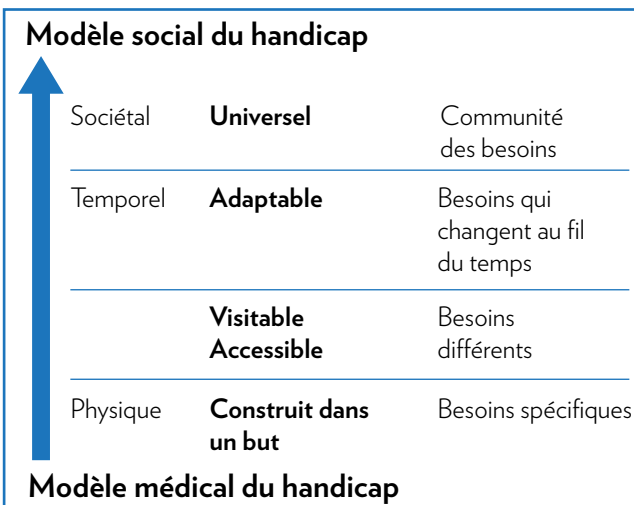 Modèle social du handicap
Sociétal Universel Communité
des besoins
Temporel Adaptable Besoins qui
changent au fil
du temps
Visitable Besoins
Accessible différents
Physique Construit dans Besoins spécifiques
un but
Modèle médical du handicap